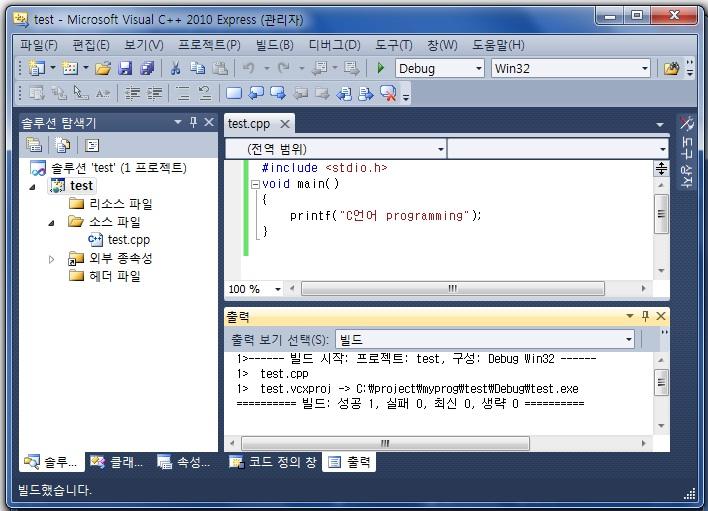 test - Microsoft Visual C++ 2010 Express (관리자)
파일(F) 편집(E) 보기(V) 프로젝트(P) 빌드(B) 디버그(D) 도구(T) 창(W) 도움말(H)
Debug Win32
솔루션 탐색기
솔루션 'test' (1 프로젝트)
test
리소스 파일
소스 파일
test.cpp
외부 종속성
헤더 파일
test.cpp
(전역 범위)
#include <stdio.h>
void main()
{
printf("C언어 programming");
}
100 %
도구 상자
출력
출력 보기 선택(S): 빌드
1>------ 빌드 시작: 프로젝트: test, 구성: Debug Win32 ------
1> test.cpp
1> test.vcxproj -> C:₩project₩myprog₩test₩Debug₩test.exe
========== 빌드: 성공 1, 실패 0, 최신 0, 생략 0 ==========
솔루... 클래... 속성... 코드 정의 창 출력
빌드했습니다.